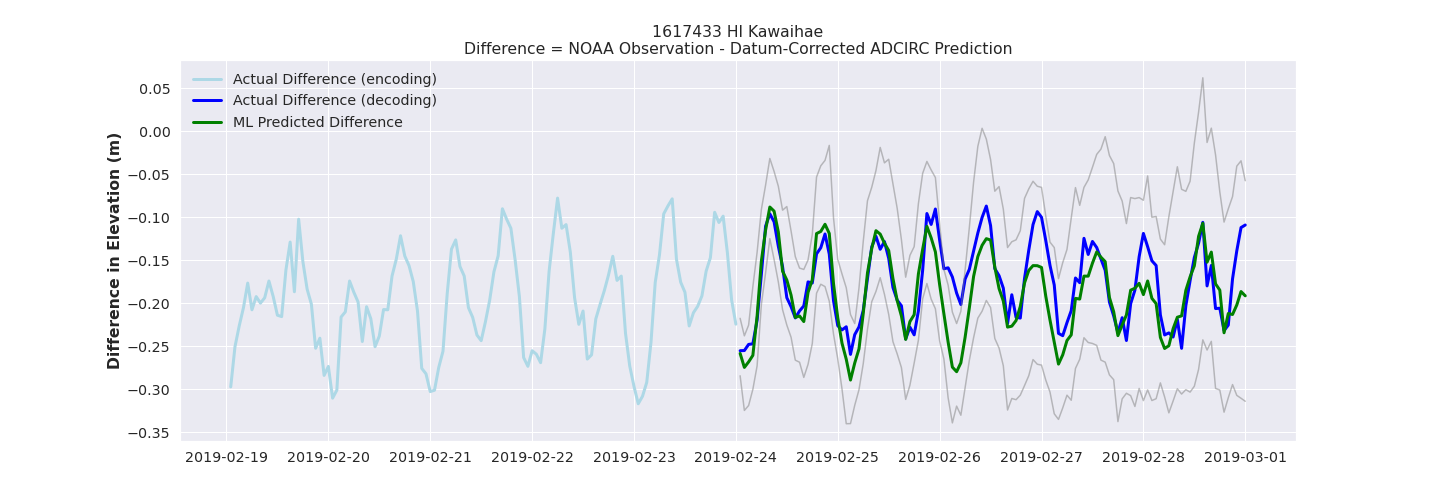 1617433 HI Kawaihae
Difference = NOAA Observation - Datum-Corrected ADCIRC Prediction
Actual Difference (encoding)
Actual Difference (decoding)
ML Predicted Difference
Difference in Elevation (m)
0.05
0.00
−0.05
−0.10
−0.15
−0.20
−0.25
−0.30
−0.35
2019-02-19 2019-02-20 2019-02-21 2019-02-22 2019-02-23 2019-02-24 2019-02-25 2019-02-26 2019-02-27 2019-02-28 2019-03-01